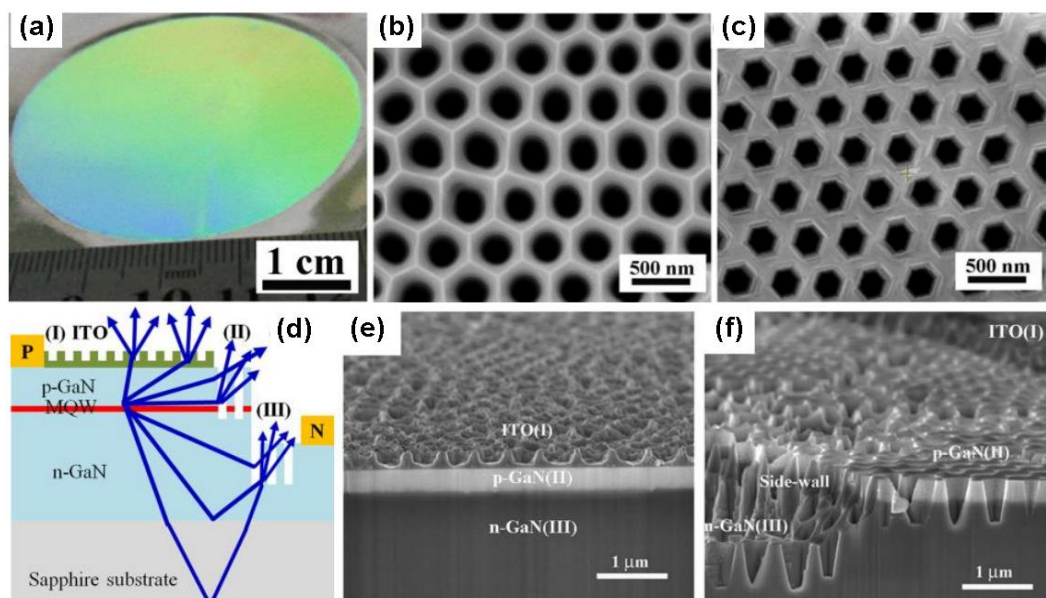 (a)
1 cm
mm
(b)
500 nm
(c)
500 nm
(d)
(I) ITO
(II)
P
p-GaN
MQW
(III)
N
n-GaN
Sapphire substrate
(e)
ITO(I)
p-GaN(II)
n-GaN(III)
1 μm
(f)
ITO(I)
p-GaN(II)
Side-wall
n-GaN(III)
1 μm